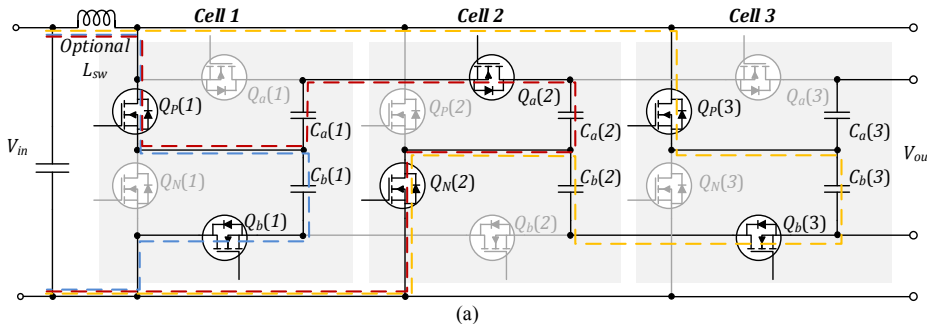 Cell 1 Cell 2 Cell 3
Optional
L_SW
Q_a(1) Q_a(2) Q_a(3)
Q_P(1) Q_P(2) Q_P(3)
C_a(1) C_a(2) C_a(3)
V_in
V_ou
Q_N(1) Q_N(2) Q_N(3)
C_b(1) C_b(2) C_b(3)
Q_b(1) Q_b(2) Q_b(3)
(a)